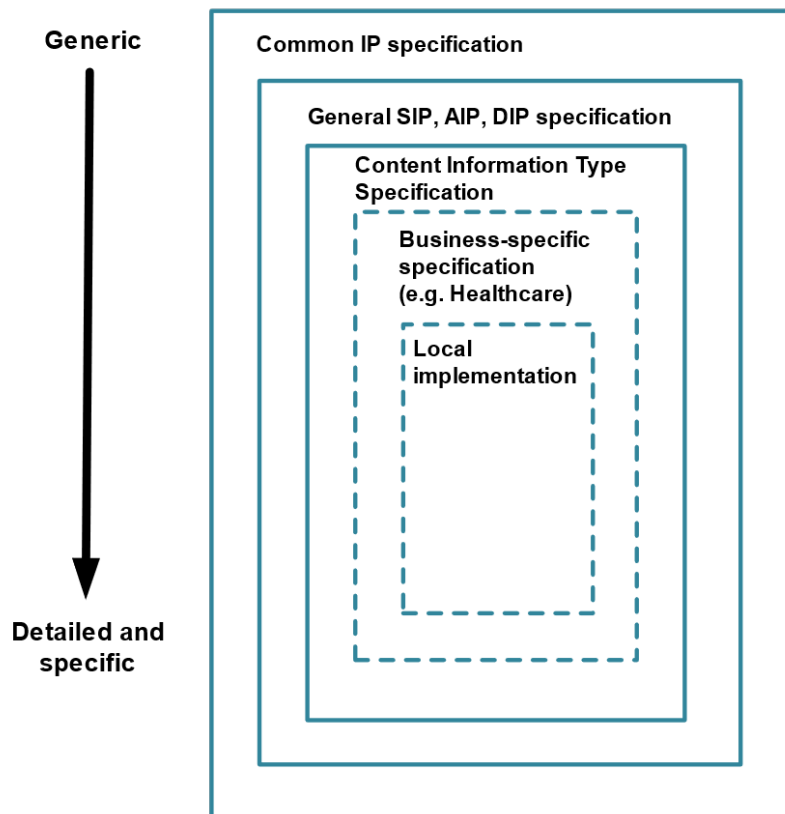 Generic
Common IP specification
General SIP, AIP, DIP specification
Content Information Type
Specification
Business-specific
specification
(e.g. Healthcare)
Local
implementation
Detailed and
specific